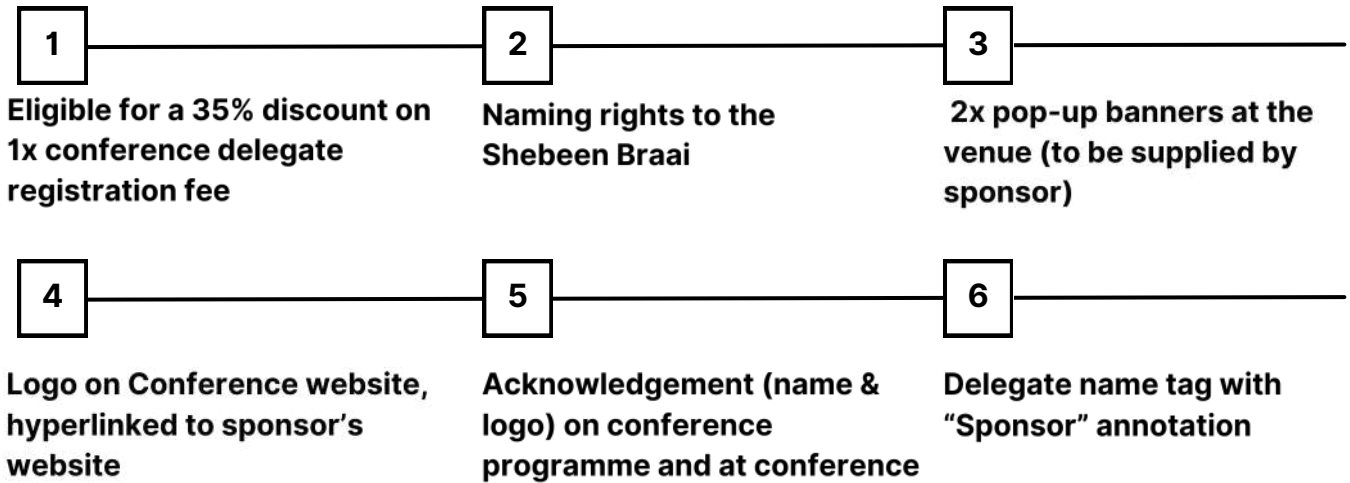 1
Eligible for a 35% discount on
1x conference delegate
registration fee
2
Naming rights to the
Shebeen Braai
3
2x pop-up banners at the
venue (to be supplied by
sponsor)
4
Logo on Conference website,
hyperlinked to sponsor’s
website
5
Acknowledgement (name &
logo) on conference
programme and at conference
6
Delegate name tag with
“Sponsor” annotation